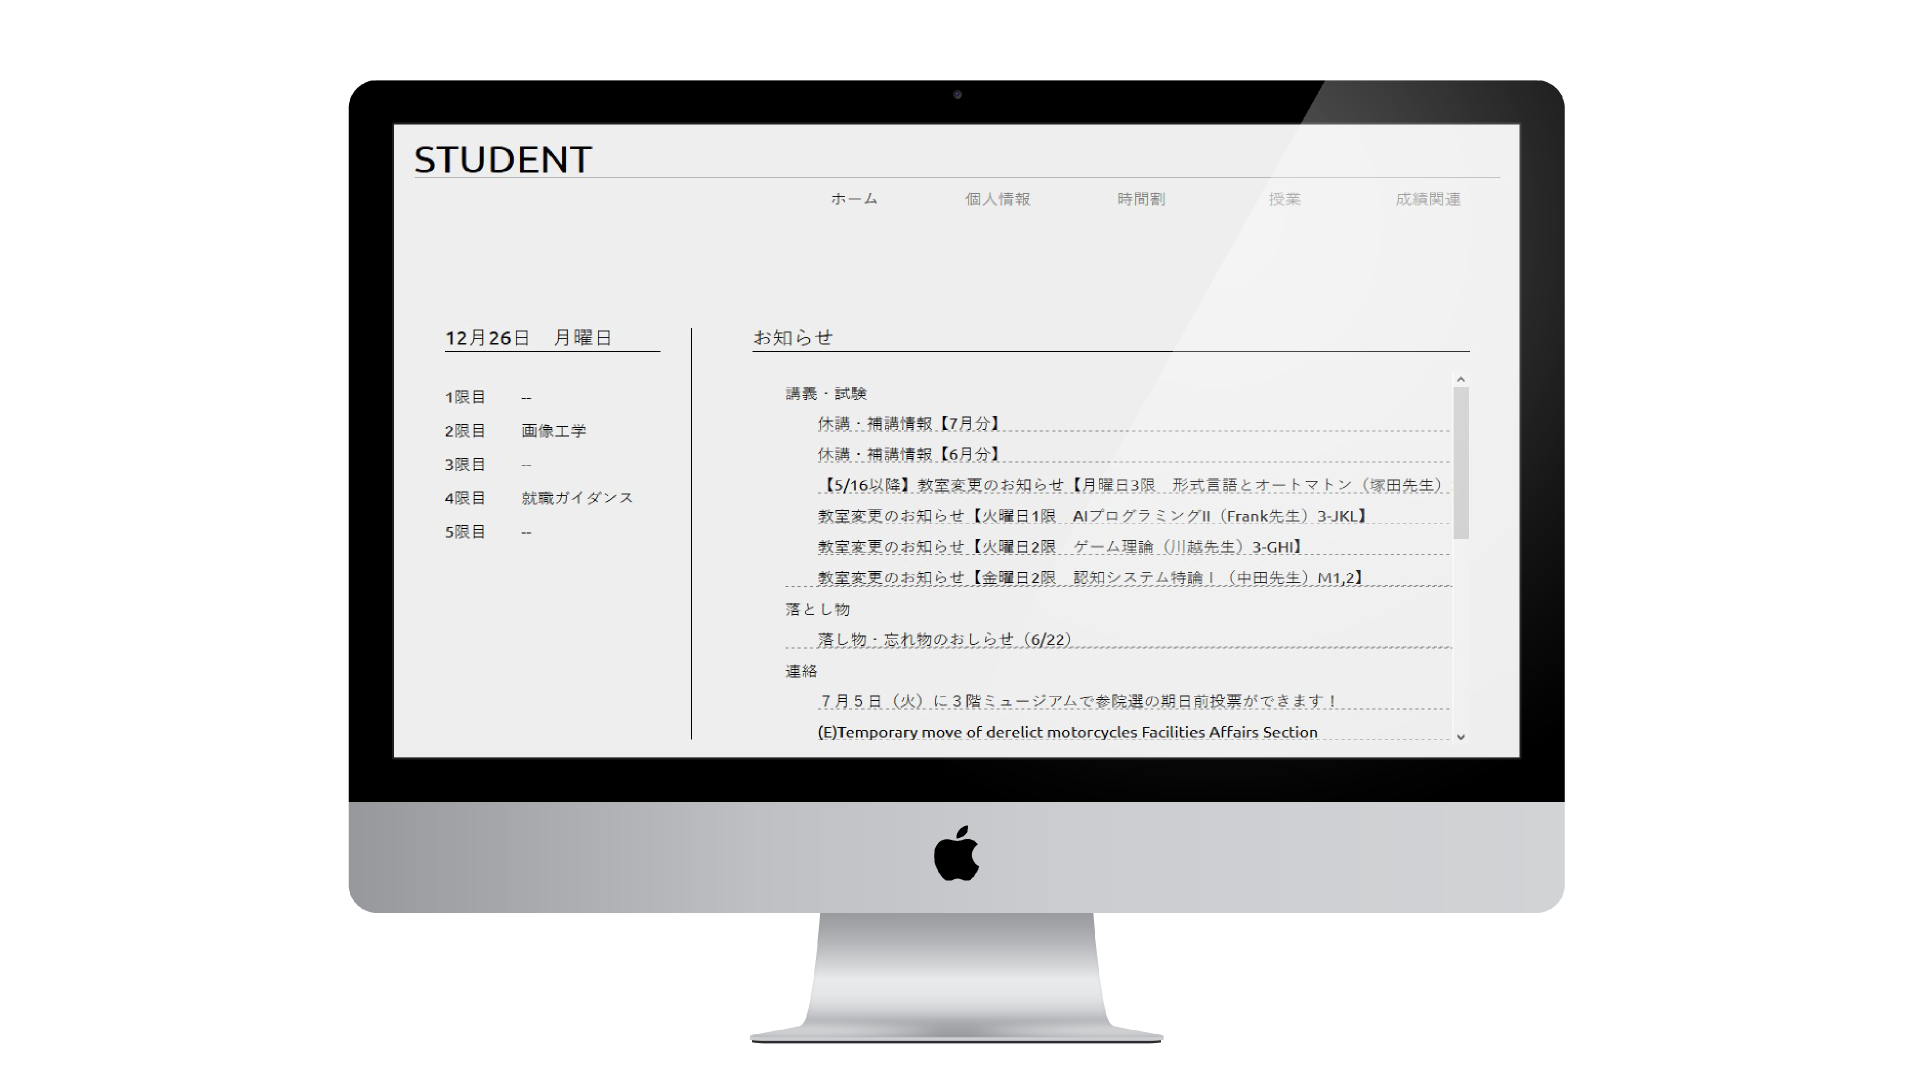 STUDENT
ホーム 個人情報 時間割 授業 成績関連
12月26日 月曜日
1限目 --
2限目 画像工学
3限目 --
4限目 就職ガイダンス
5限目 --
お知らせ
講義・試験
休講・補講情報【7月分】
休講・補講情報【6月分】
【5/16以降】教室変更のお知らせ【月曜日3限　形式言語とオートマトン（塚田先生）
教室変更のお知らせ【火曜日1限　AIプログラミングII（Frank先生）3-JKL】
教室変更のお知らせ【火曜日2限　ゲーム理論（川越先生）3-GHI】
教室変更のお知らせ【金曜日2限　認知システム特論Ⅰ（中田先生）M1,2】
落とし物
落し物・忘れ物のおしらせ（6/22）
連絡
７月５日（火）に３階ミュージアムで参院選の期日前投票ができます！
(E)Temporary move of derelict motorcycles Facilities Affairs Section